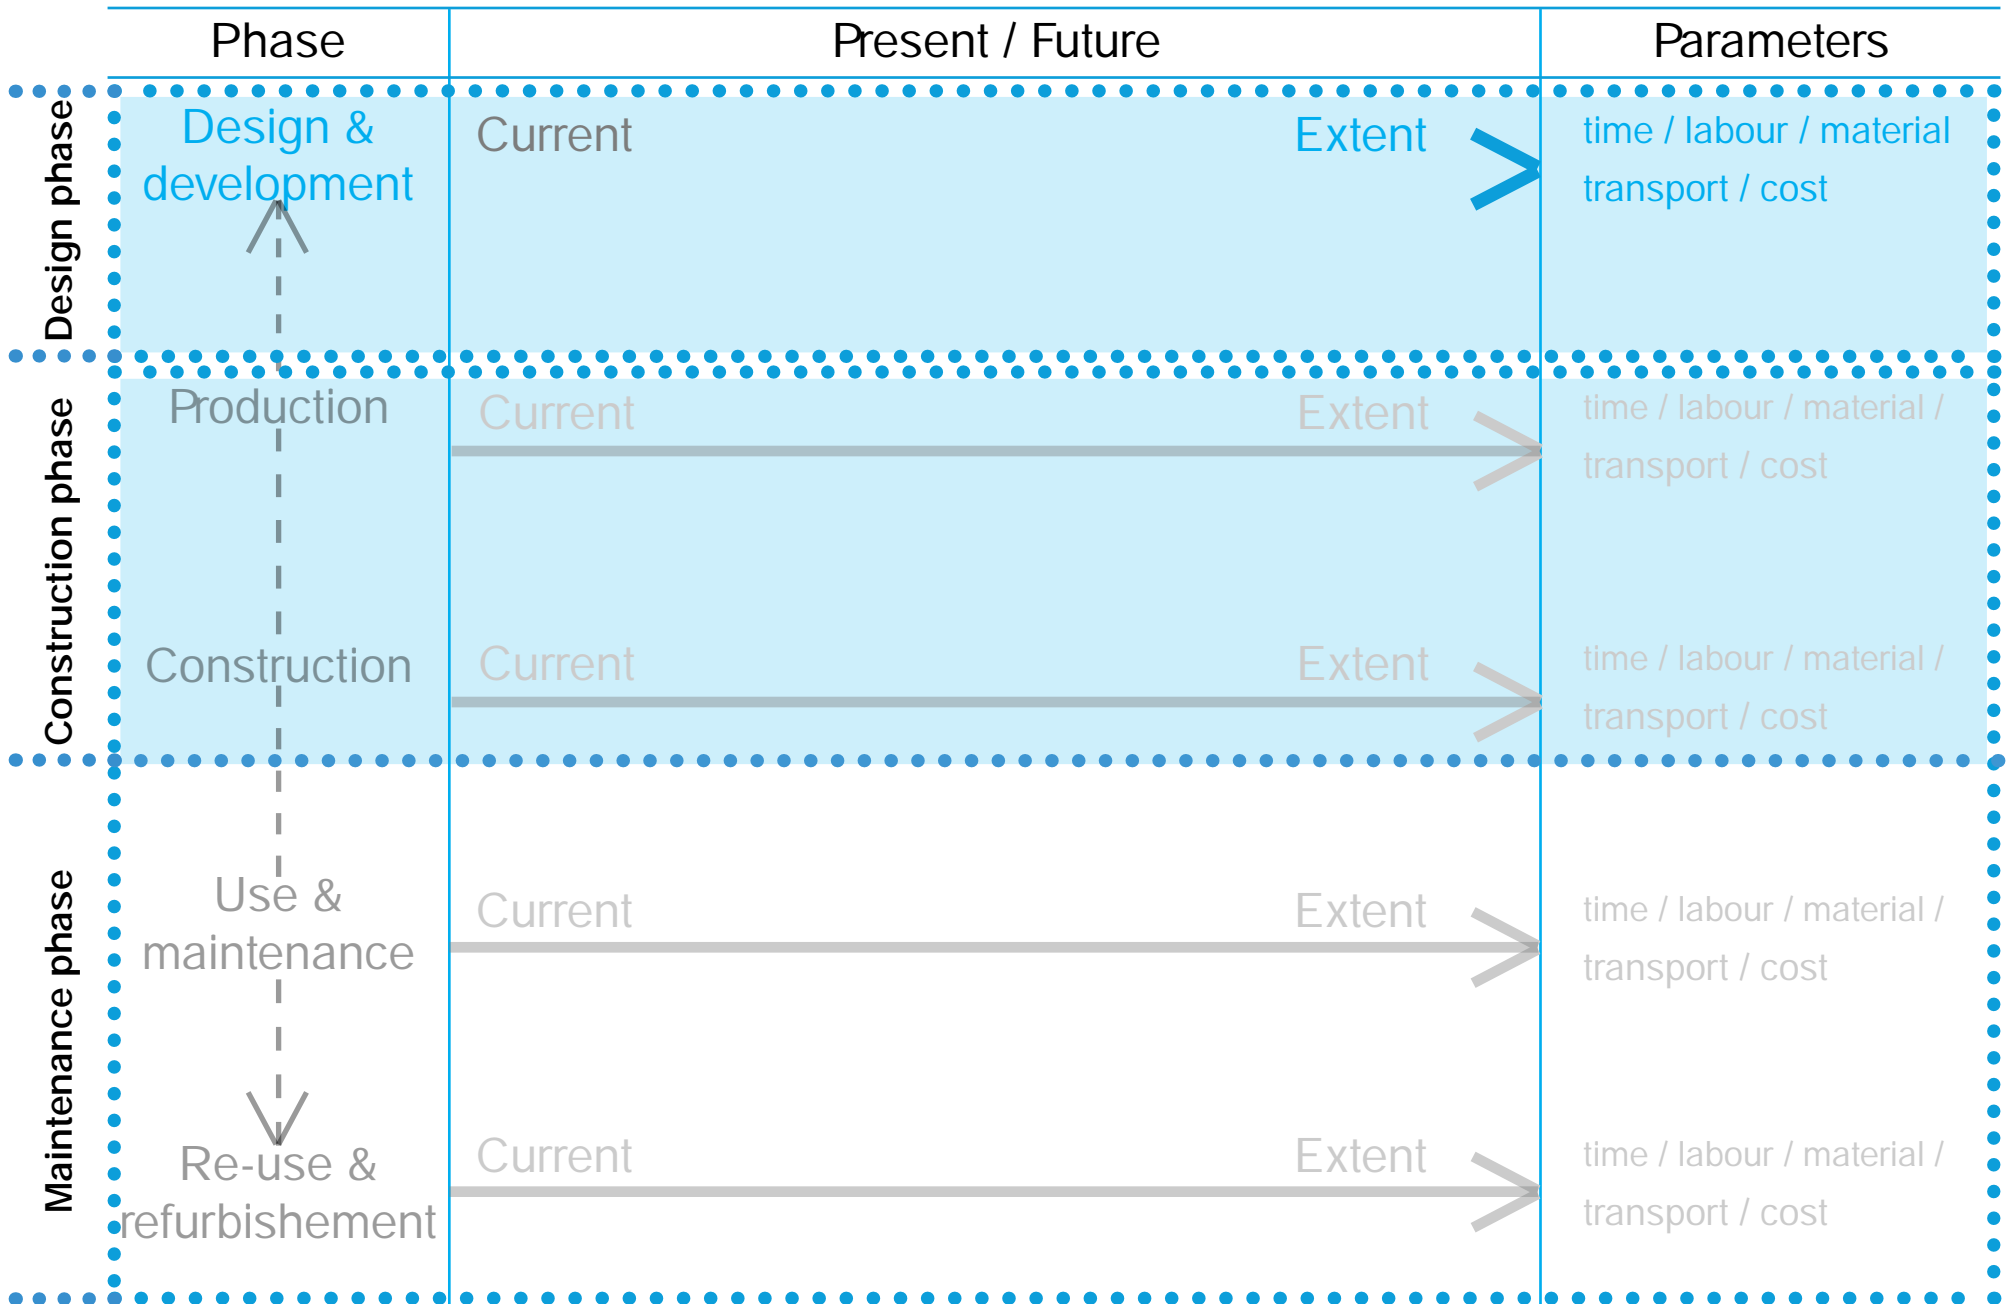 Phase Present / Future Parameters
Design phase
Design &
development
Current Extent
time / labour / material
transport / cost
Construction phase
Production
Current Extent
time / labour / material /
transport / cost
Construction
Current Extent
time / labour / material /
transport / cost
Maintenance phase
Use &
maintenance
Current Extent
time / labour / material /
transport / cost
Re-use &
refurbishement
Current Extent
time / labour / material /
transport / cost